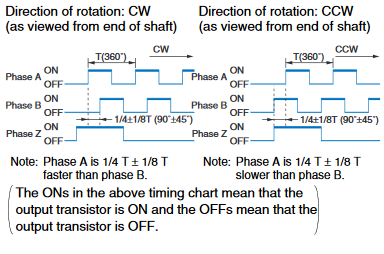 Direction of rotation: CW
(as viewed from end of shaft)
T(360°)
CW
Phase A ON
OFF
Phase B ON
OFF
1/4±1/8T (90°±45°)
Phase Z ON
OFF
Note: Phase A is 1/4 T ± 1/8 T
faster than phase B.
Direction of rotation: CCW
(as viewed from end of shaft)
T(360°)
CCW
Phase A ON
OFF
Phase B ON
OFF
1/4±1/8T (90°±45°)
Phase Z ON
OFF
Note: Phase A is 1/4 T ± 1/8 T
slower than phase B.
(The ONs in the above timing chart mean that the
output transistor is ON and the OFFs mean that the
output transistor is OFF.)